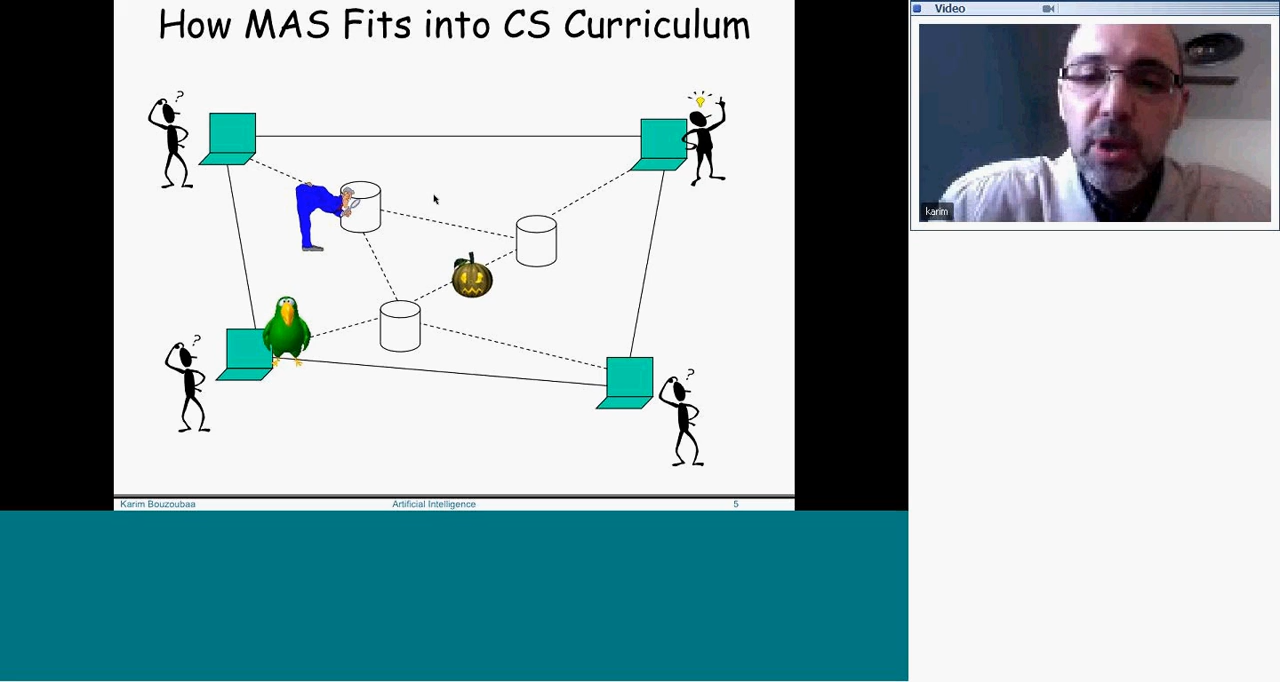 How MAS Fits into CS Curriculum
?
?
?
Karim Bouzoubaa
Artificial Intelligence
5
Video
karim